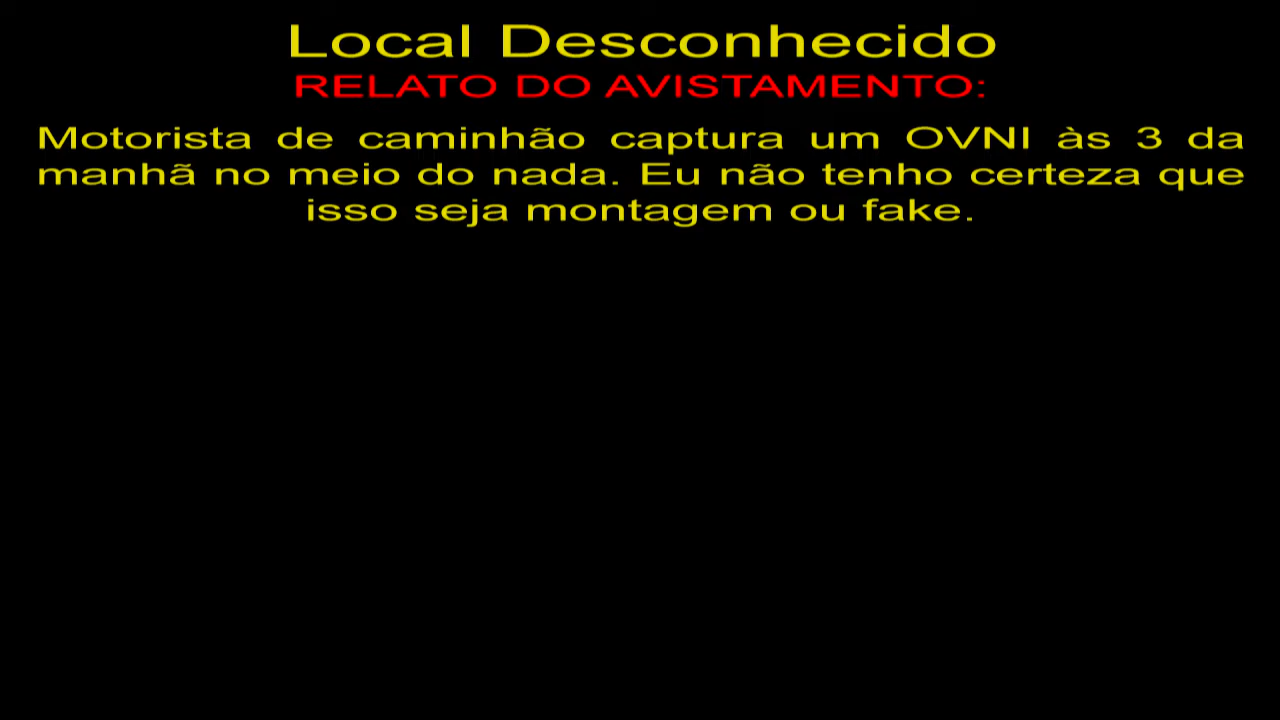 Local Desconhecido
RELATO DO AVISTAMENTO:
Motorista de caminhão captura um OVNI às 3 da
manhã no meio do nada. Eu não tenho certeza que
isso seja montagem ou fake.